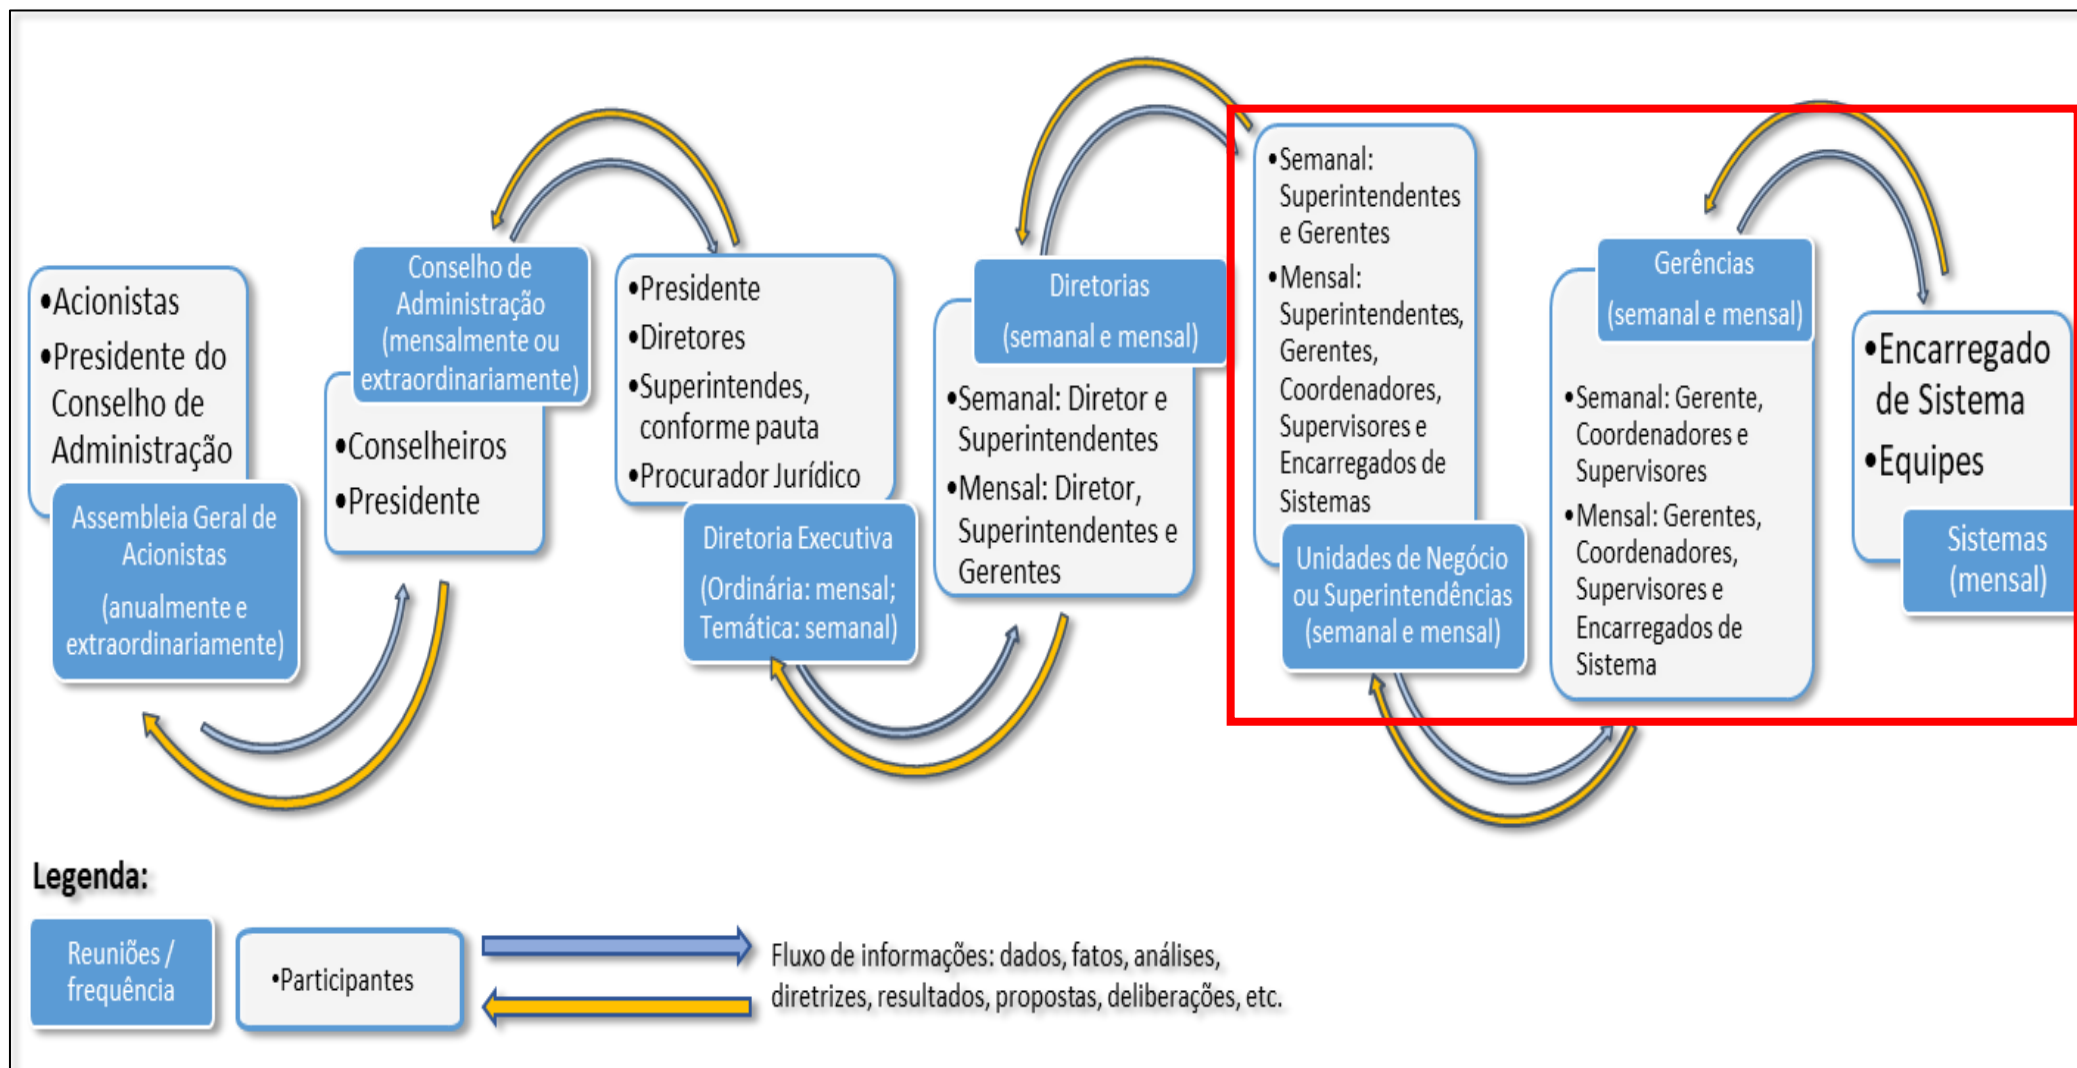 •Acionistas
•Presidente do
Conselho de
Administração
Assembleia Geral de
Acionistas
(anualmente e
extraordinariamente)
Conselho de
Administração
(mensalmente ou
extraordinariamente)
•Conselheiros
•Presidente
•Presidente
•Diretores
•Superintendes,
conforme pauta
•Procurador Jurídico
Diretoria Executiva
(Ordinária: mensal;
Temática: semanal)
Diretorias
(semanal e mensal)
•Semanal: Diretor e
Superintendentes
•Mensal: Diretor,
Superintendentes e
Gerentes
•Semanal:
Superintendentes
e Gerentes
•Mensal:
Superintendentes,
Gerentes,
Coordenadores,
Supervisores e
Encarregados de
Sistemas
Unidades de Negócio
ou Superintendências
(semanal e mensal)
Gerências
(semanal e mensal)
•Semanal: Gerente,
Coordenadores e
Supervisores
•Mensal: Gerentes,
Coordenadores,
Supervisores e
Encarregados de
Sistema
•Encarregado
de Sistema
•Equipes
Sistemas
(mensal)
Legenda:
Reuniões /
frequência
•Participantes
Fluxo de informações: dados, fatos, análises,
diretrizes, resultados, propostas, deliberações, etc.